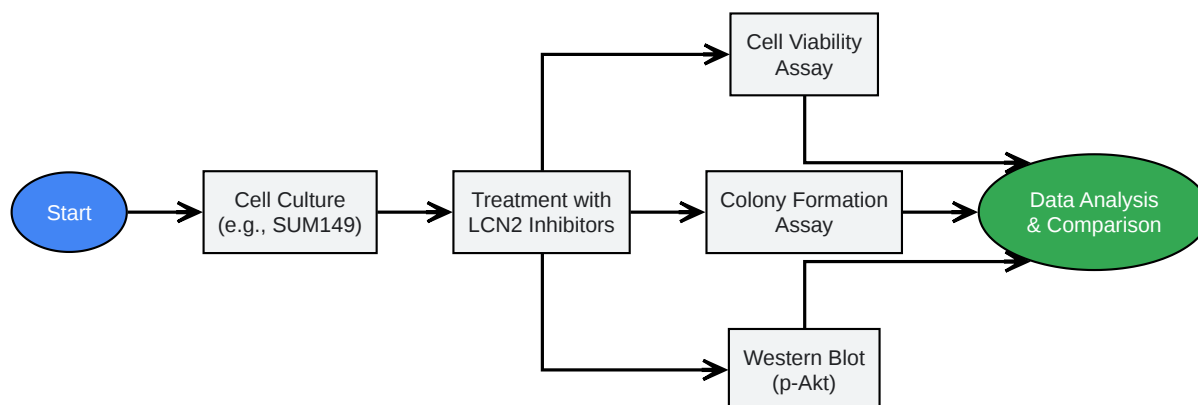 Start
Cell Culture
(e.g., SUM149)
Treatment with
LCN2 Inhibitors
Cell Viability
Assay
Colony Formation
Assay
Western Blot
(p-Akt)
Data Analysis
& Comparison